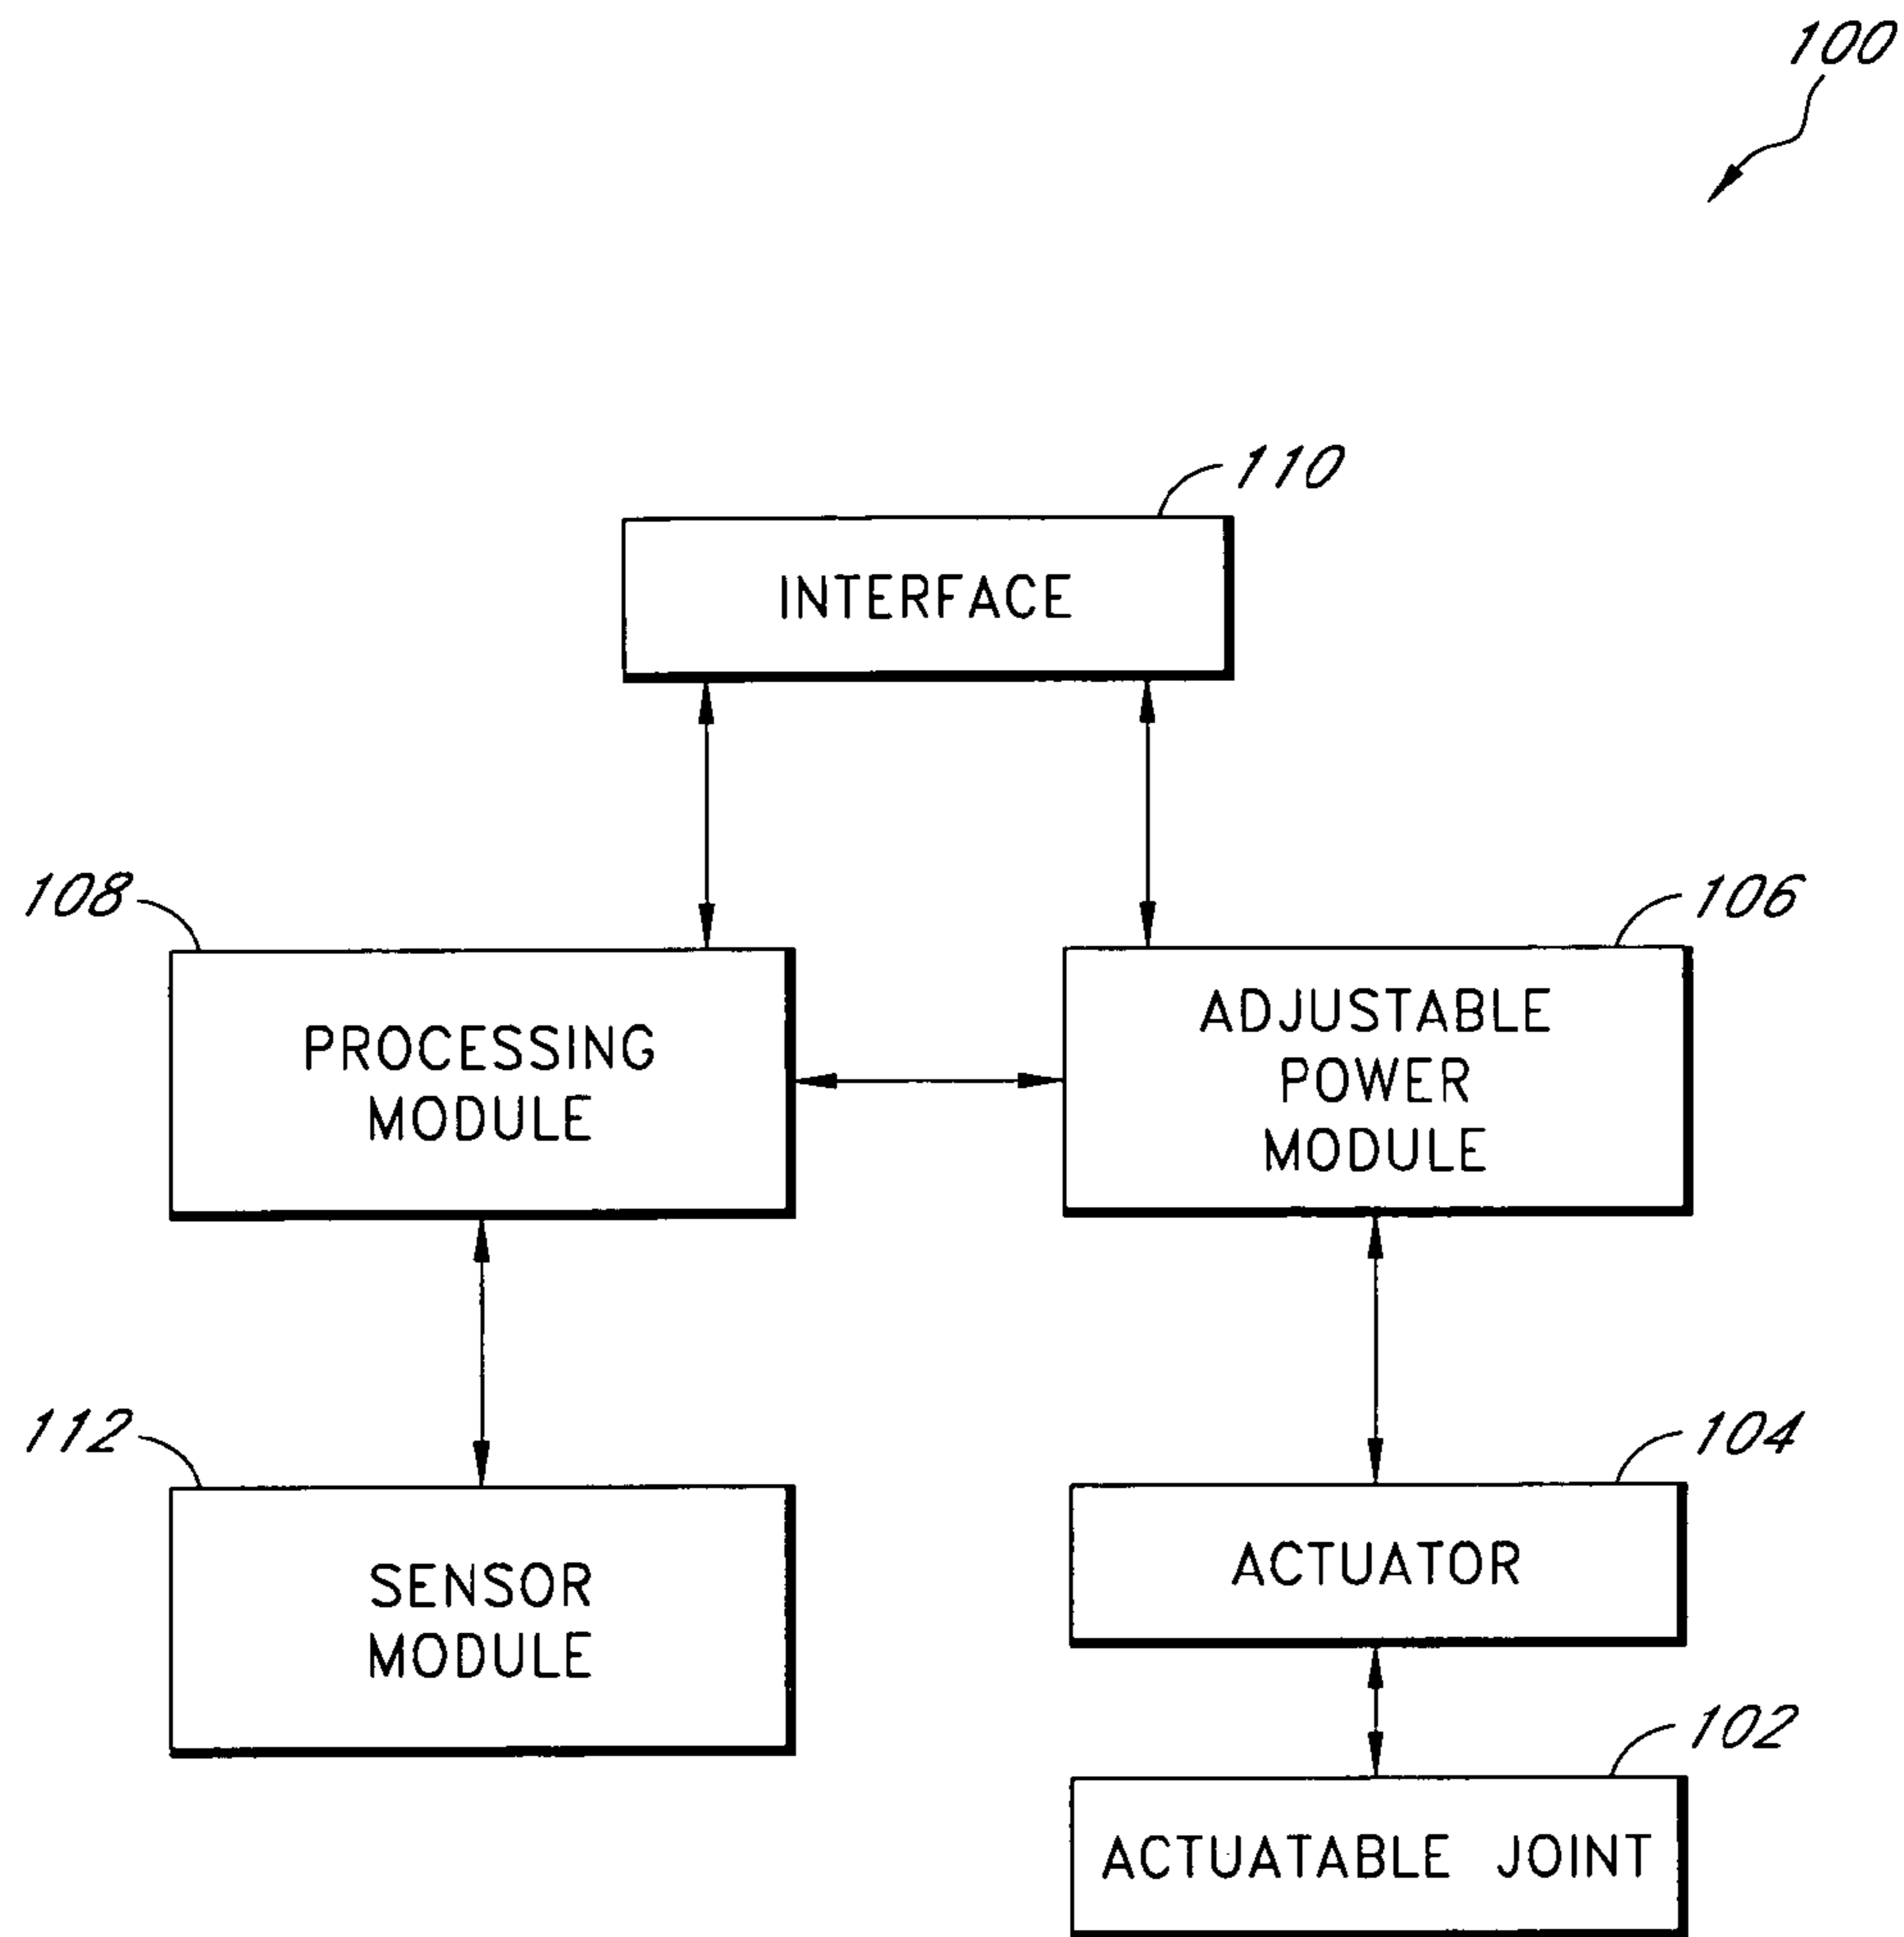 100
110
INTERFACE
108
106
PROCESSING
MODULE
ADJUSTABLE
POWER
MODULE
112
104
SENSOR
MODULE
ACTUATOR
102
ACTUATABLE JOINT